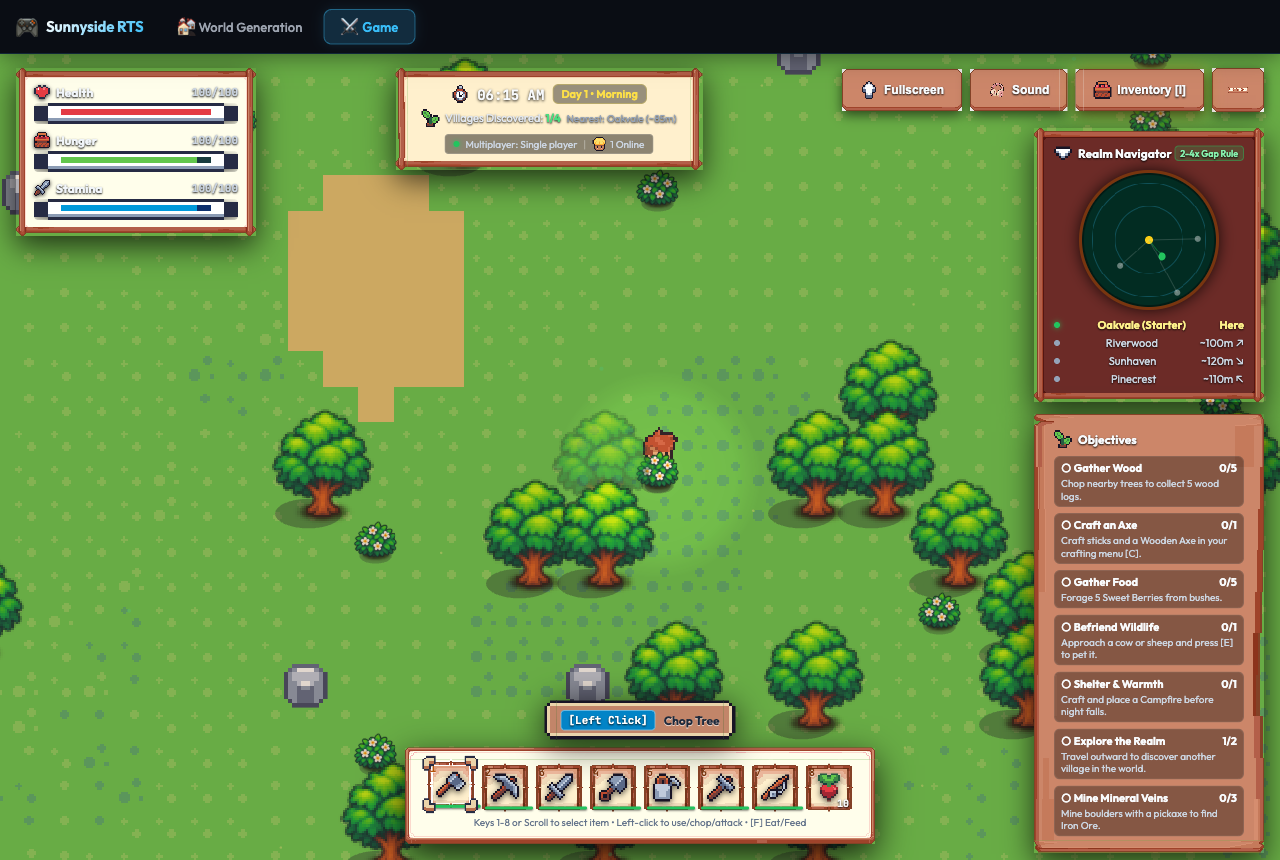 Sunnyside RTS
World Generation
Game
Health 100/100
Hunger 100/100
Stamina 100/100
06:15 AM Day 1 • Morning
Villages Discovered: 1/4 Nearest: Oakvale (~85m)
Multiplayer: Single player | 1 Online
Fullscreen
Sound
Inventory [I]
Realm Navigator 2-4x Gap Rule
Oakvale (Starter) Here
Riverwood ~100m ↗
Sunhaven ~120m ↘
Pinecrest ~110m ↖
Objectives
Gather Wood 0/5
Chop nearby trees to collect 5 wood
logs.
Craft an Axe 0/1
Craft sticks and a Wooden Axe in your
crafting menu [C].
Gather Food 0/5
Forage 5 Sweet Berries from bushes.
Befriend Wildlife 0/1
Approach a cow or sheep and press [E]
to pet it.
Shelter & Warmth 0/1
Craft and place a Campfire before
night falls.
Explore the Realm 1/2
Travel outward to discover another
village in the world.
Mine Mineral Veins 0/3
Mine boulders with a pickaxe to find
Iron Ore.
[Left Click] Chop Tree
10
Keys 1-8 or Scroll to select item • Left-click to use/chop/attack • [F] Eat/Feed